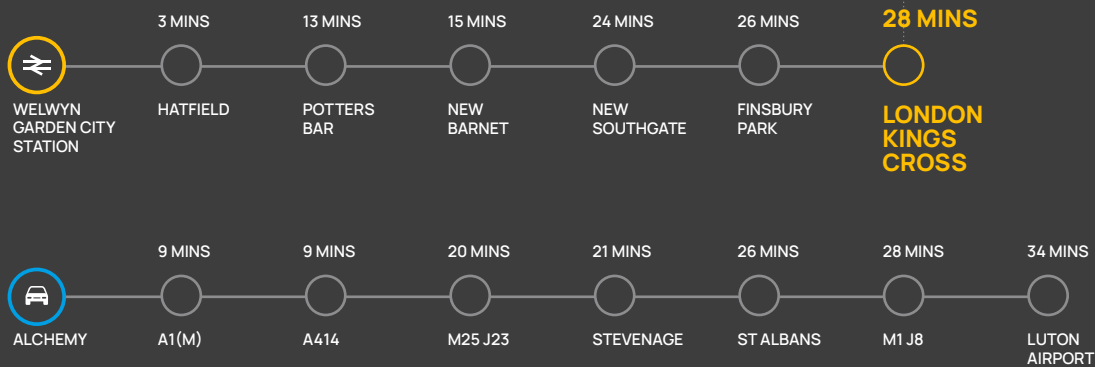 3 MINS
13 MINS
15 MINS
24 MINS
26 MINS
28 MINS
WELWYN
GARDEN CITY
STATION
HATFIELD
POTTERS
BAR
NEW
BARNET
NEW
SOUTHGATE
FINSBURY
PARK
LONDON
KINGS
CROSS
9 MINS
9 MINS
20 MINS
21 MINS
26 MINS
28 MINS
34 MINS
ALCHEMY
A1(M)
A414
M25 J23
STEVENAGE
ST ALBANS
M1 J8
LUTON
AIRPORT